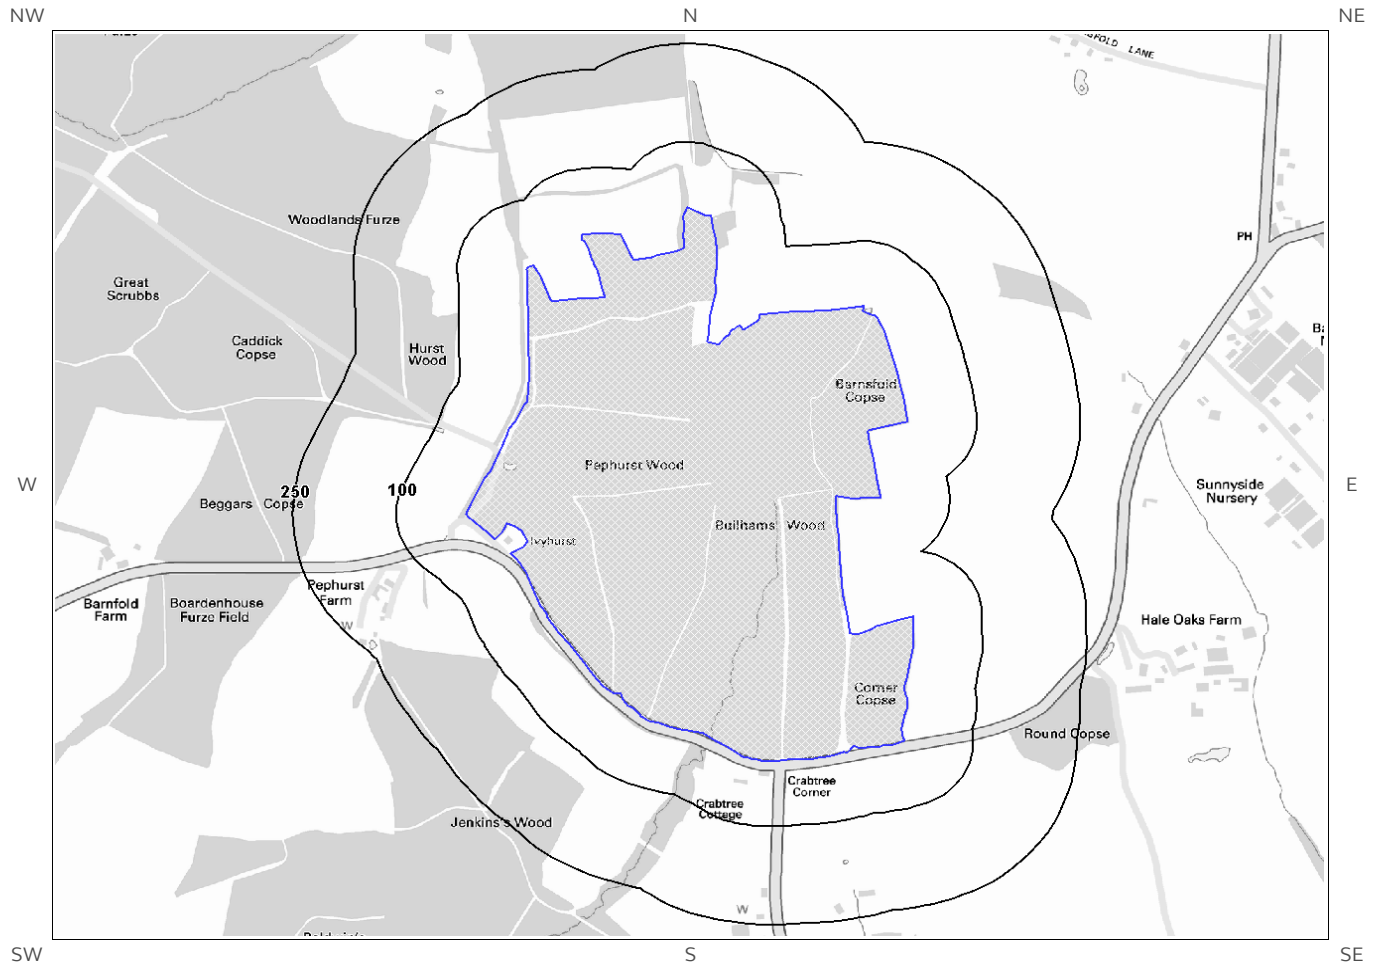 NW
N
NE
LANE
Woodlands Furze
PH
Great
Scrubbs
Caddick
Copse
Hurst
Wood
Barnsfold
Copse
Pephurst Wood
W
250
100
Beggars Copse
Sunnyside
Nursery
E
Builhams Wood
Ivyhurst
Pephurst
Farm
Barnfold
Farm
Boardenhouse
Furze Field
W
Hale Oaks Farm
Corner
Copse
Round Copse
Crabtree
Corner
Crabtree
Cottage
Jenkins's Wood
W
SW
S
SE